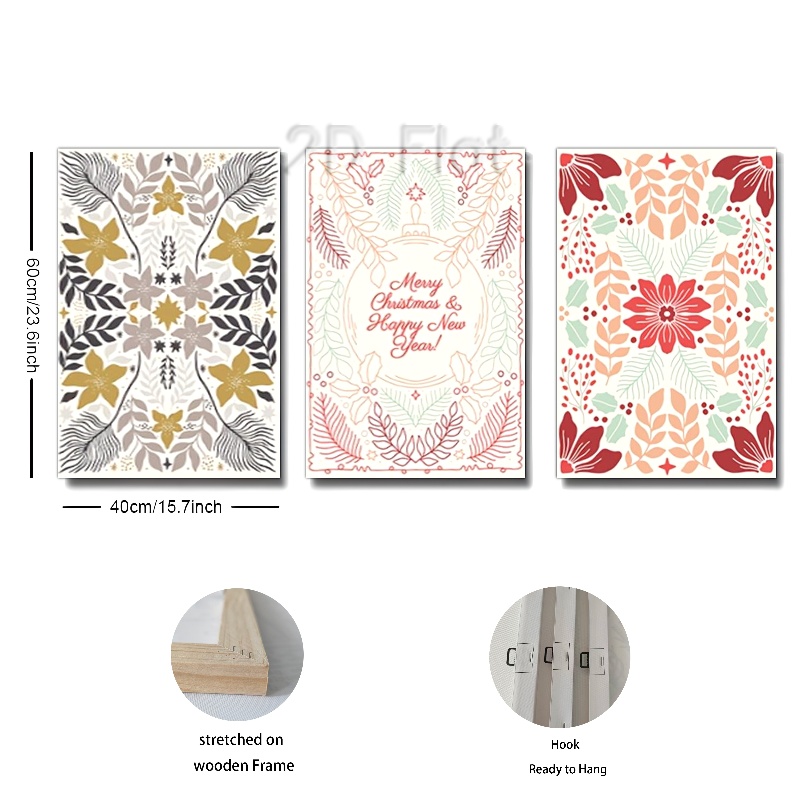 2D Flat
60cm/23.6inch
Merry
Christmas &
Happy New
Year!
40cm/15.7inch
stretched on
wooden Frame
Hook
Ready to Hang